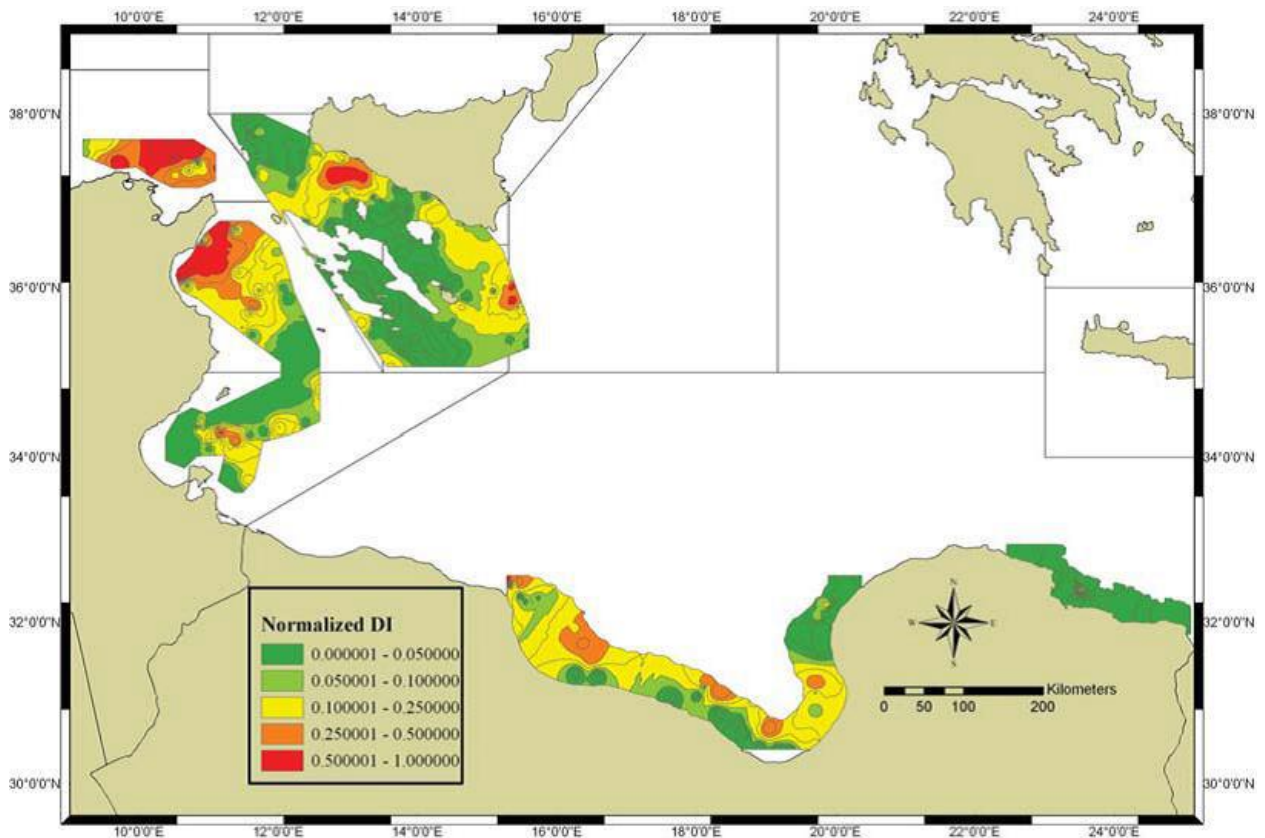 10°0'0"E 12°0'0"E 14°0'0"E 16°0'0"E 18°0'0"E 20°0'0"E 22°0'0"E 24°0'0"E
38°0'0"N 38°0'0"N
36°0'0"N 36°0'0"N
34°0'0"N 34°0'0"N
32°0'0"N 32°0'0"N
30°0'0"N 30°0'0"N
Normalized DI
0.000001 - 0.050000
0.050001 - 0.100000
0.100001 - 0.250000
0.250001 - 0.500000
0.500001 - 1.000000
N
W E
S
Kilometers
0 50 100 200
10°0'0"E 12°0'0"E 14°0'0"E 16°0'0"E 18°0'0"E 20°0'0"E 22°0'0"E 24°0'0"E